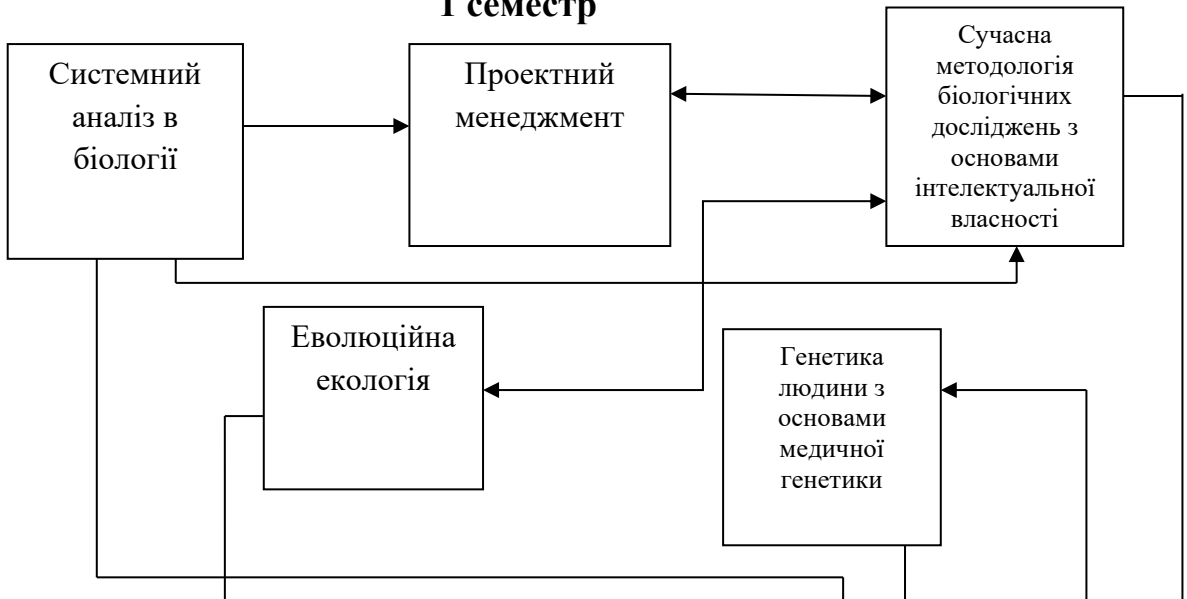 1 семестр
Системний
аналіз в
біології
Проектний
менеджмент
Сучасна
методологія
біологічних
досліджень з
основами
інтелектуальної
власності
Еволюційна
екологія
Генетика
людини з
основами
медичної
генетики